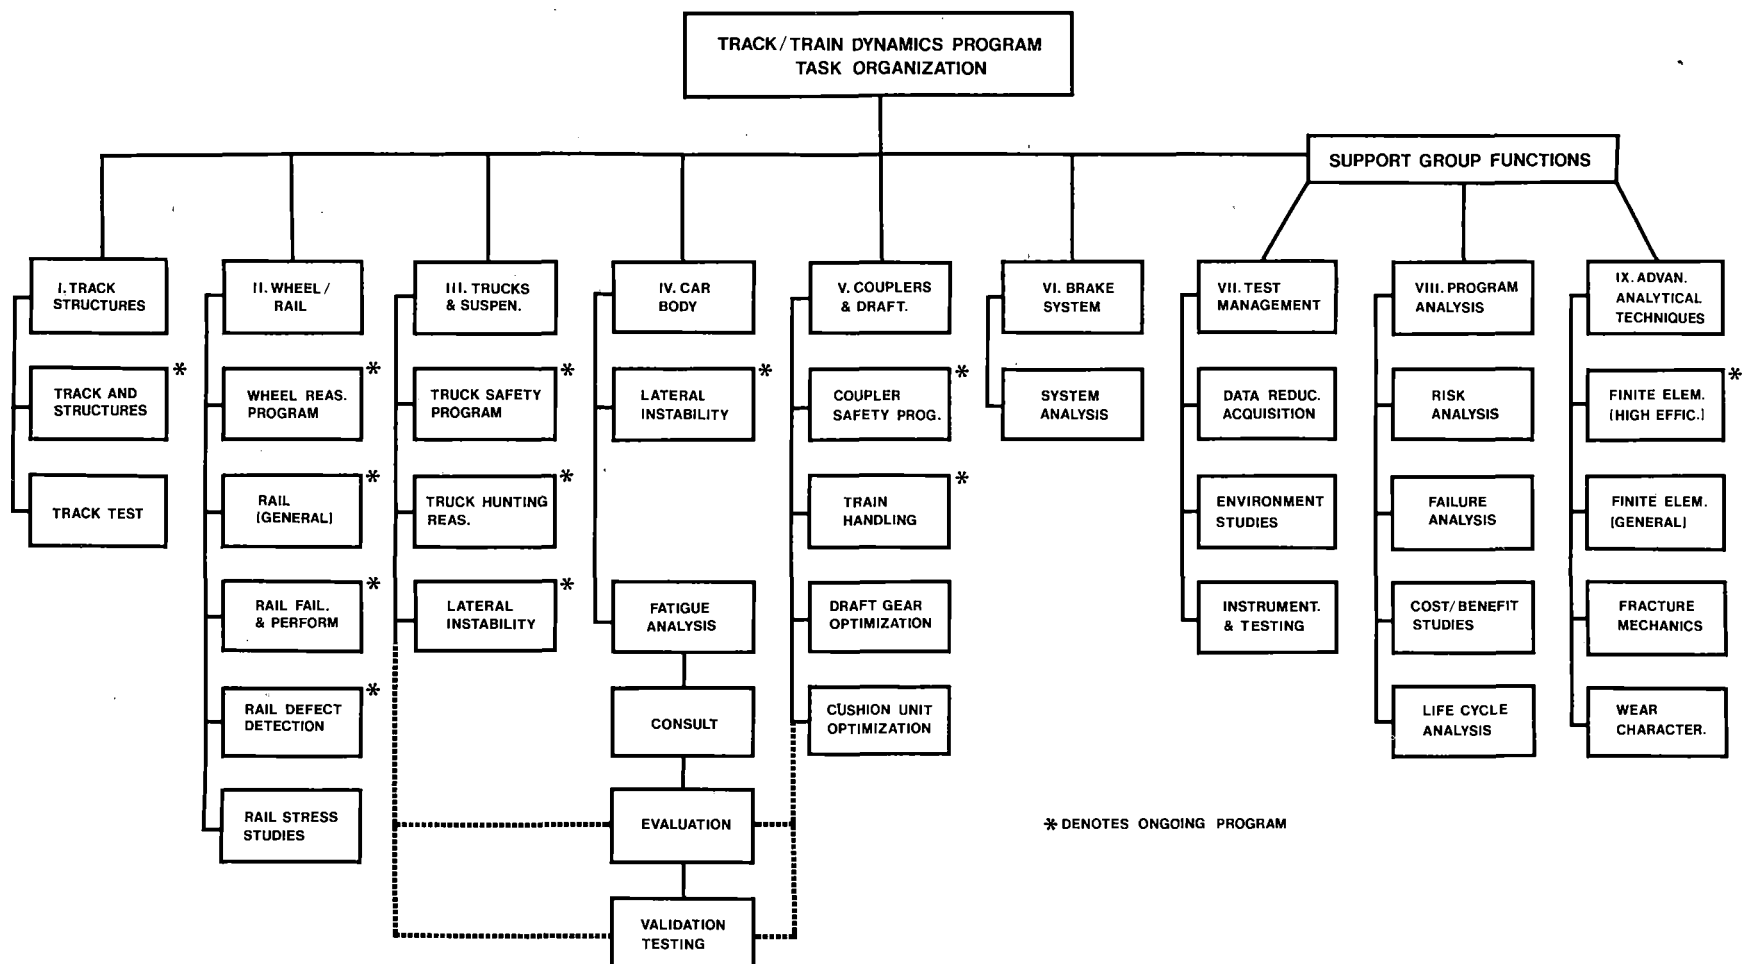 TRACK/TRAIN DYNAMICS PROGRAM
TASK ORGANIZATION
SUPPORT GROUP FUNCTIONS
I. TRACK
STRUCTURES
*
TRACK AND
STRUCTURES
TRACK TEST
II. WHEEL/
RAIL
*
WHEEL REAS.
PROGRAM
*
RAIL
(GENERAL)
*
RAIL FAIL.
& PERFORM
*
RAIL DEFECT
DETECTION
RAIL STRESS
STUDIES
III. TRUCKS
& SUSPEN.
*
TRUCK SAFETY
PROGRAM
*
TRUCK HUNTING
REAS.
*
LATERAL
INSTABILITY
IV. CAR
BODY
*
LATERAL
INSTABILITY
FATIGUE
ANALYSIS
CONSULT
EVALUATION
VALIDATION
TESTING
V. COUPLERS
& DRAFT.
*
COUPLER
SAFETY PROG.
*
TRAIN
HANDLING
DRAFT GEAR
OPTIMIZATION
CUSHION UNIT
OPTIMIZATION
VI. BRAKE
SYSTEM
SYSTEM
ANALYSIS
VII. TEST
MANAGEMENT
DATA REDUC.
ACQUISITION
ENVIRONMENT
STUDIES
INSTRUMENT.
& TESTING
VIII. PROGRAM
ANALYSIS
RISK
ANALYSIS
FAILURE
ANALYSIS
COST/BENEFIT
STUDIES
LIFE CYCLE
ANALYSIS
IX. ADVAN.
ANALYTICAL
TECHNIQUES
*
FINITE ELEM.
(HIGH EFFIC.)
FINITE ELEM.
(GENERAL)
FRACTURE
MECHANICS
WEAR
CHARACTER.
* DENOTES ONGOING PROGRAM